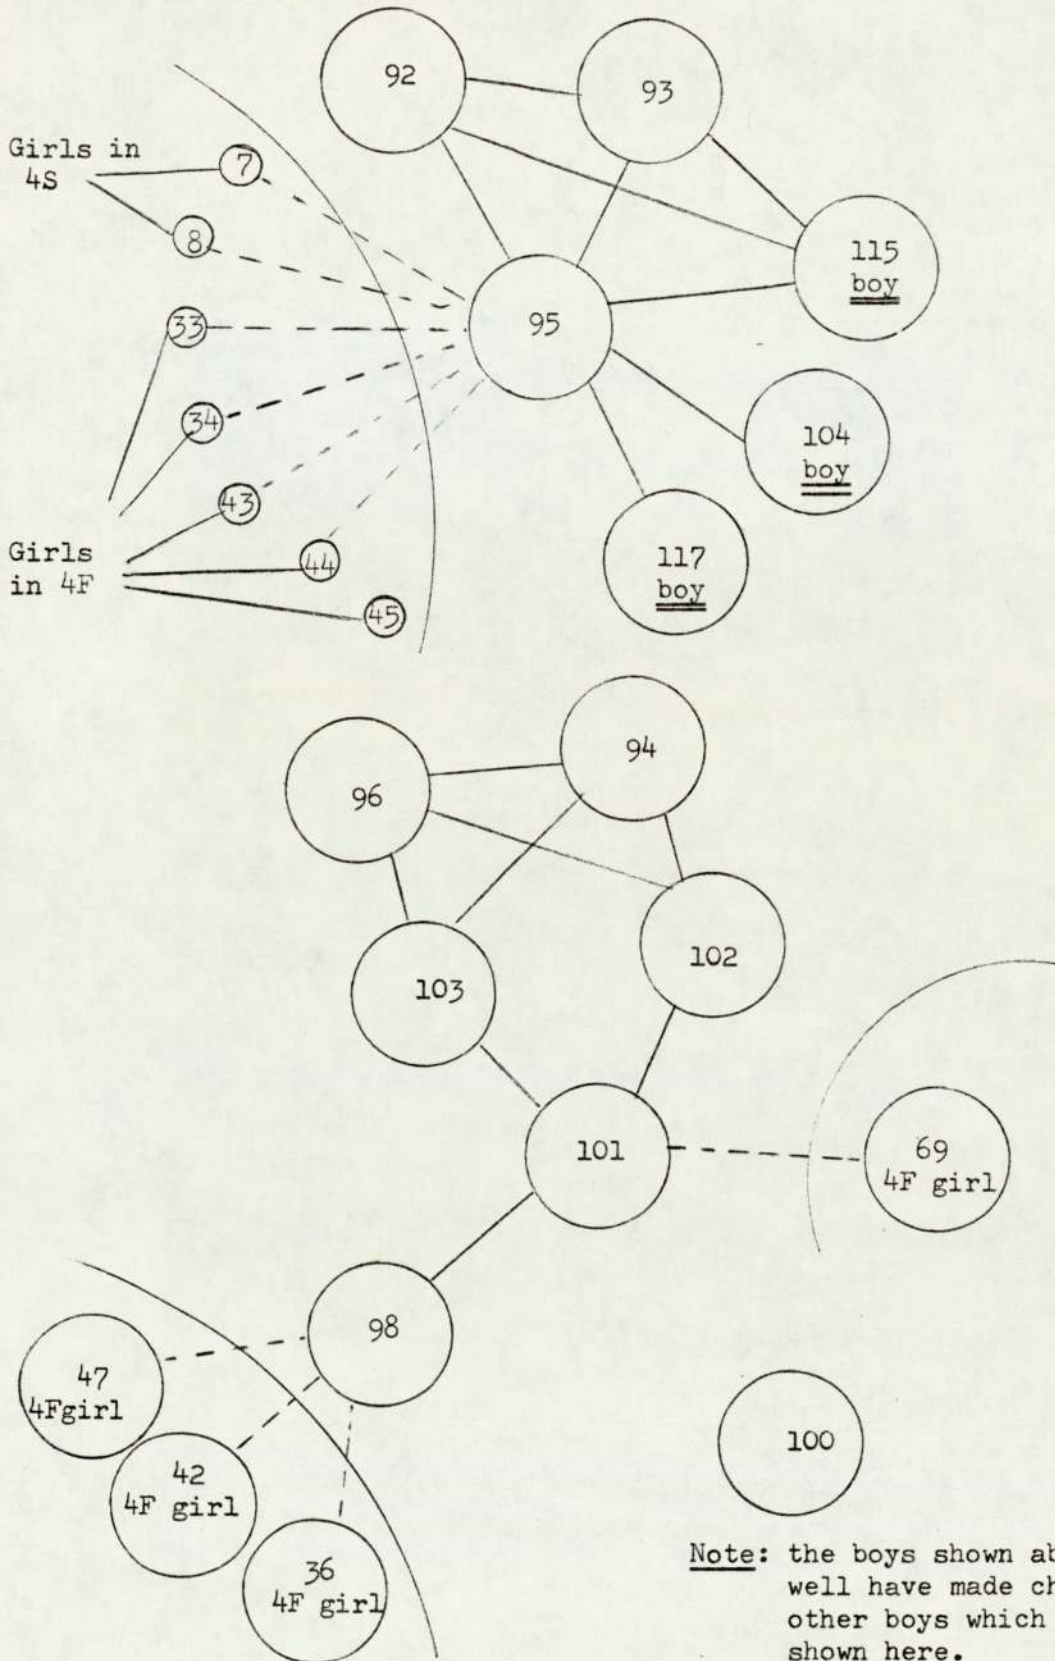 92
93
Girls in
4S
7
8
115
boy
33
95
34
104
boy
43
Girls
in 4F
44
117
boy
45
94
96
102
103
101
69
4F girl
98
47
4Fgirl
100
42
4F girl
36
4F girl
Note: the boys shown
well have made
other boys which
shown here.